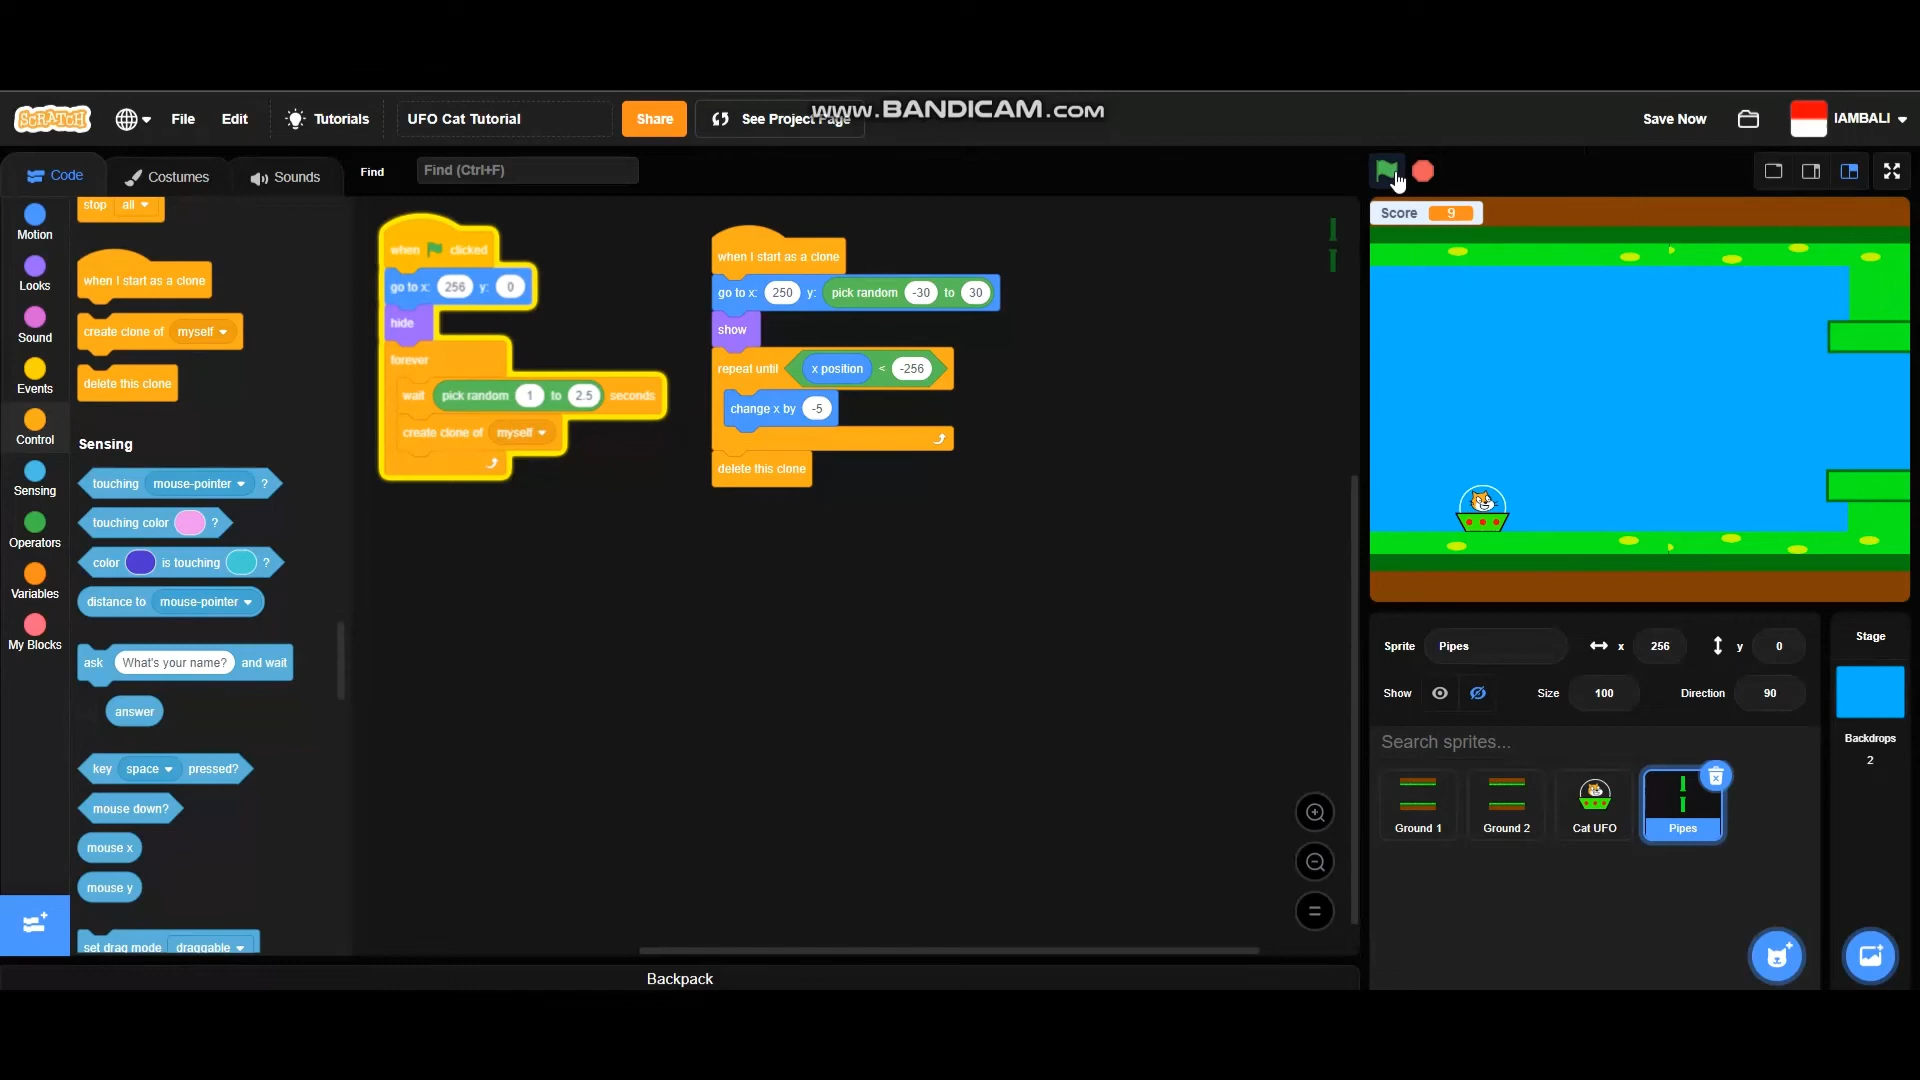 www.BANDICAM.com
SCRATCH
File
Edit
Tutorials
UFO Cat Tutorial
Share
See Project Page
Save Now
IAMBALI
Code
Costumes
Sounds
Find
Find (Ctrl+F)
Motion
Looks
Sound
Events
Control
Sensing
Operators
Variables
My Blocks
stop all
when I start as a clone
create clone of myself
delete this clone
Sensing
touching mouse-pointer ?
touching color ?
color is touching ?
distance to mouse-pointer
ask What's your name? and wait
answer
key space pressed?
mouse down?
mouse x
mouse y
set drag mode draggable
when clicked
go to x: 256 y: 0
hide
forever
wait pick random 1 to 2.5 seconds
create clone of myself
when I start as a clone
go to x: 250 y: pick random -30 to 30
show
repeat until x position < -256
change x by -5
delete this clone
Backpack
Score 9
Sprite Pipes x 256 y 0
Show Size 100 Direction 90
Search sprites...
Ground 1
Ground 2
Cat UFO
Pipes
Stage
Backdrops
2